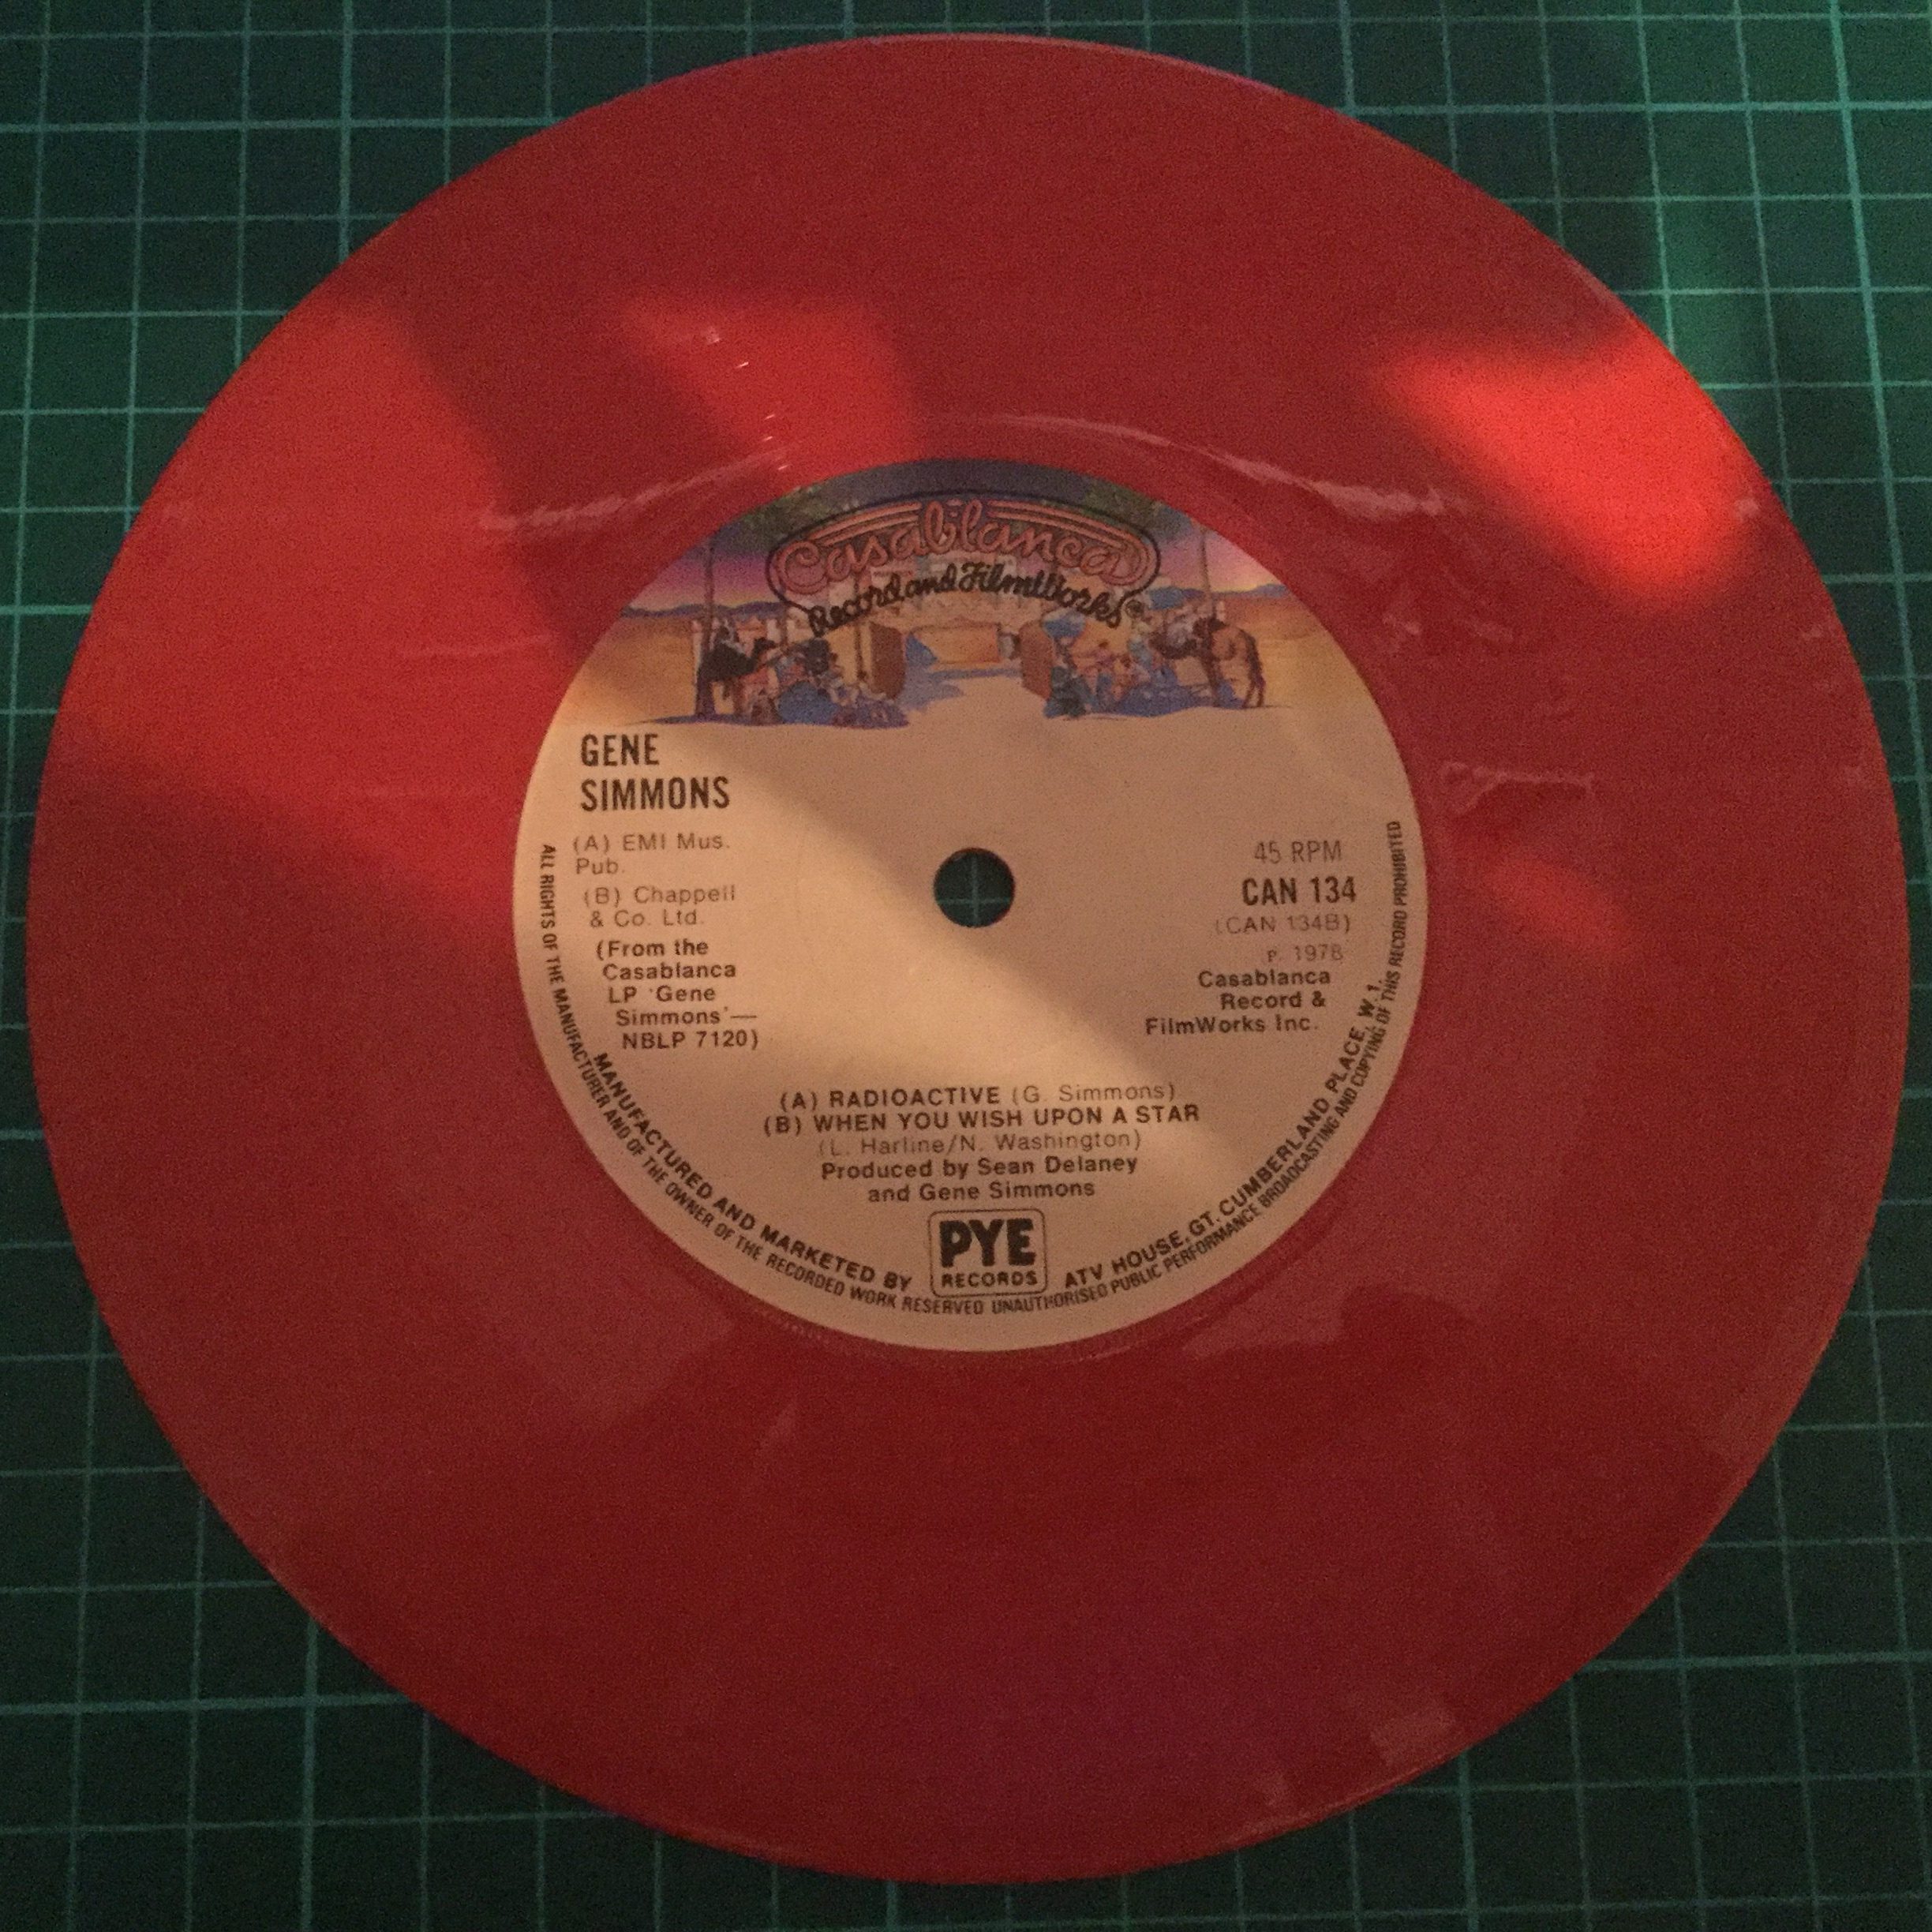 Casablanca
Record and FilmWorks®
GENE
SIMMONS
(A) EMI Mus.
Pub.
(B) Chappell
& Co. Ltd.
(From the
Casablanca
LP 'Gene
Simmons'—
NBLP 7120)
45 RPM
CAN 134
(CAN 134B)
P. 1978
Casablanca
Record &
FilmWorks Inc.
(A) RADIOACTIVE (G. Simmons)
(B) WHEN YOU WISH UPON A STAR
(L. Harline/N. Washington)
Produced by Sean Delaney
and Gene Simmons
PYE
RECORDS
MANUFACTURED AND MARKETED BY
ATV HOUSE, GT. CUMBERLAND PLACE, W.1.
ALL RIGHTS OF THE MANUFACTURER AND OF THE OWNER OF THE RECORDED WORK RESERVED UNAUTHORISED PUBLIC PERFORMANCE BROADCASTING AND COPYING OF THIS RECORD PROHIBITED